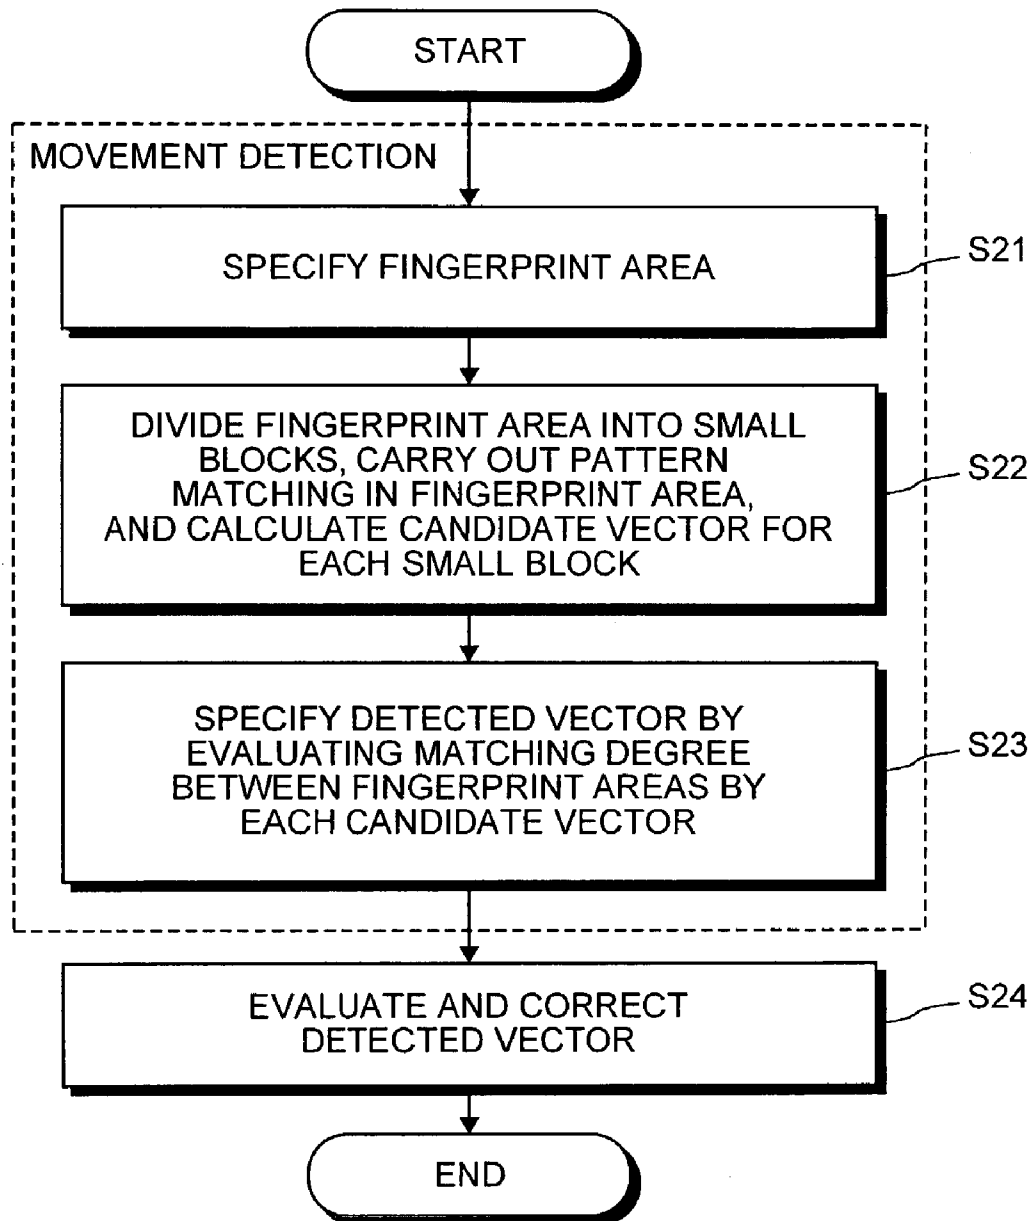 START
MOVEMENT DETECTION
SPECIFY FINGERPRINT AREA
S21
DIVIDE FINGERPRINT AREA INTO SMALL
BLOCKS, CARRY OUT PATTERN
MATCHING IN FINGERPRINT AREA,
AND CALCULATE CANDIDATE VECTOR FOR
EACH SMALL BLOCK
S22
SPECIFY DETECTED VECTOR BY
EVALUATING MATCHING DEGREE
BETWEEN FINGERPRINT AREAS BY
EACH CANDIDATE VECTOR
S23
EVALUATE AND CORRECT
DETECTED VECTOR
S24
END